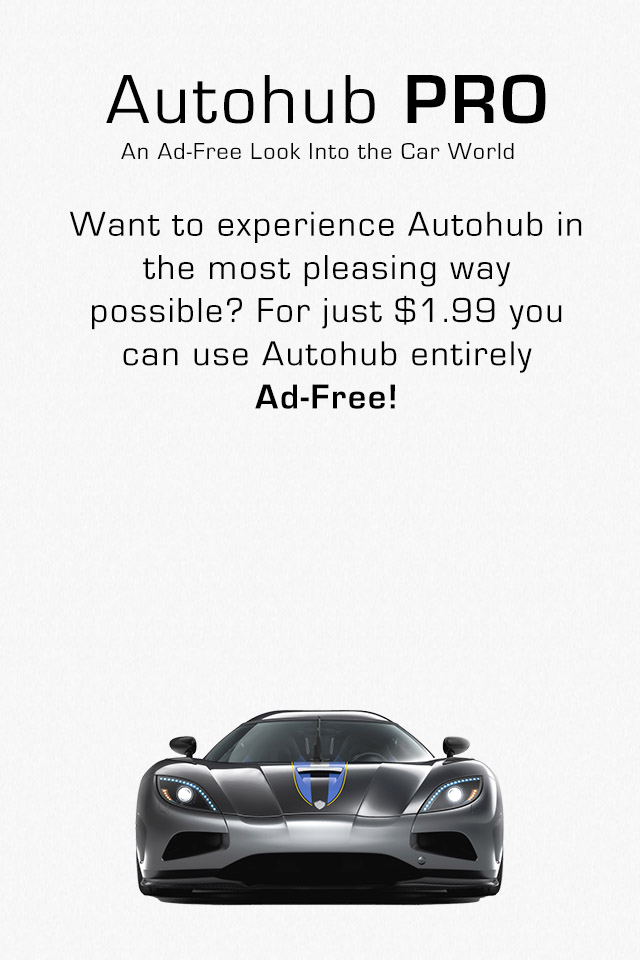 Autohub PRO
An Ad-Free Look Into the Car World
Want to experience Autohub in
the most pleasing way
possible? For just $1.99 you
can use Autohub entirely
Ad-Free!